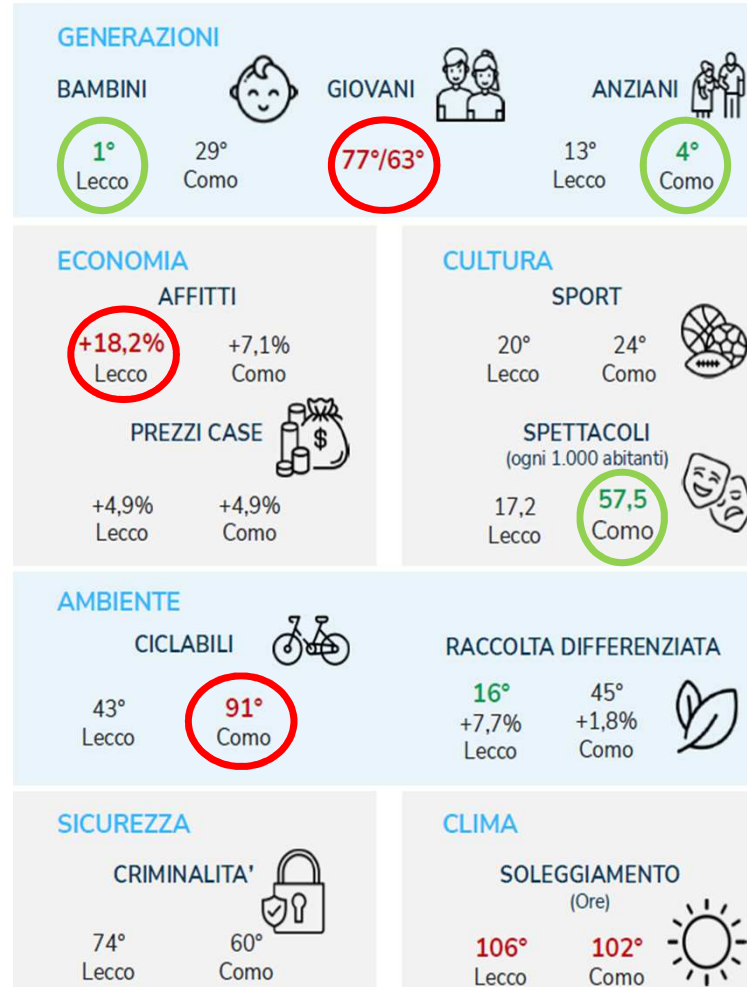 GENERAZIONI
BAMBINI GIOVANI ANZIANI
1° 29° 77°/63° 13° 4°
Lecco Como Lecco Como
ECONOMIA
AFFITTI
+18,2% +7,1%
Lecco Como
PREZZI CASE
$
+4,9% +4,9%
Lecco Como
CULTURA
SPORT
20° 24°
Lecco Como
SPETTACOLI
(ogni 1.000 abitanti)
17,2 57,5
Lecco Como
AMBIENTE
CICLABILI
43° 91°
Lecco Como
RACCOLTA DIFFERENZIATA
16° 45°
+7,7% +1,8%
Lecco Como
SICUREZZA
CRIMINALITA'
74° 60°
Lecco Como
CLIMA
SOLEGGIAMENTO
(Ore)
106° 102°
Lecco Como